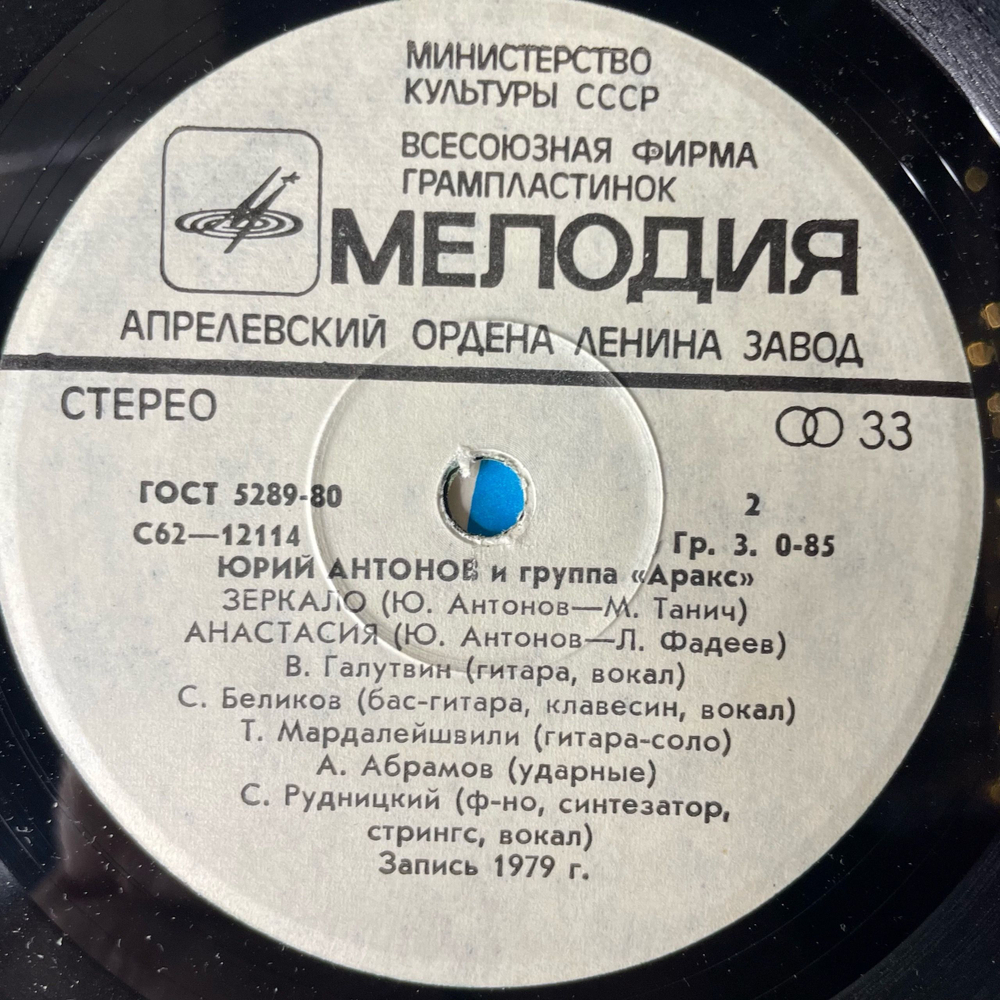 МИНИСТЕРСТВО
КУЛЬТУРЫ СССР
ВСЕСОЮЗНАЯ ФИРМА
ГРАМПЛАСТИНОК
МЕЛОДИЯ
АПРЕЛЕВСКИЙ ОРДЕНА ЛЕНИНА ЗАВОД
СТЕРЕО
33
ГОСТ 5289-80
2
С62—12114
Гр. 3. 0-85
ЮРИЙ АНТОНОВ и группа «Аракс»
ЗЕРКАЛО (Ю. Антонов—М. Танич)
АНАСТАСИЯ (Ю. Антонов—Л. Фадеев)
В. Галутвин (гитара, вокал)
С. Беликов (бас-гитара, клавесин, вокал)
Т. Мардалейшвили (гитара-соло)
А. Абрамов (ударные)
С. Рудницкий (ф-но, синтезатор,
стрингс, вокал)
Запись 1979 г.